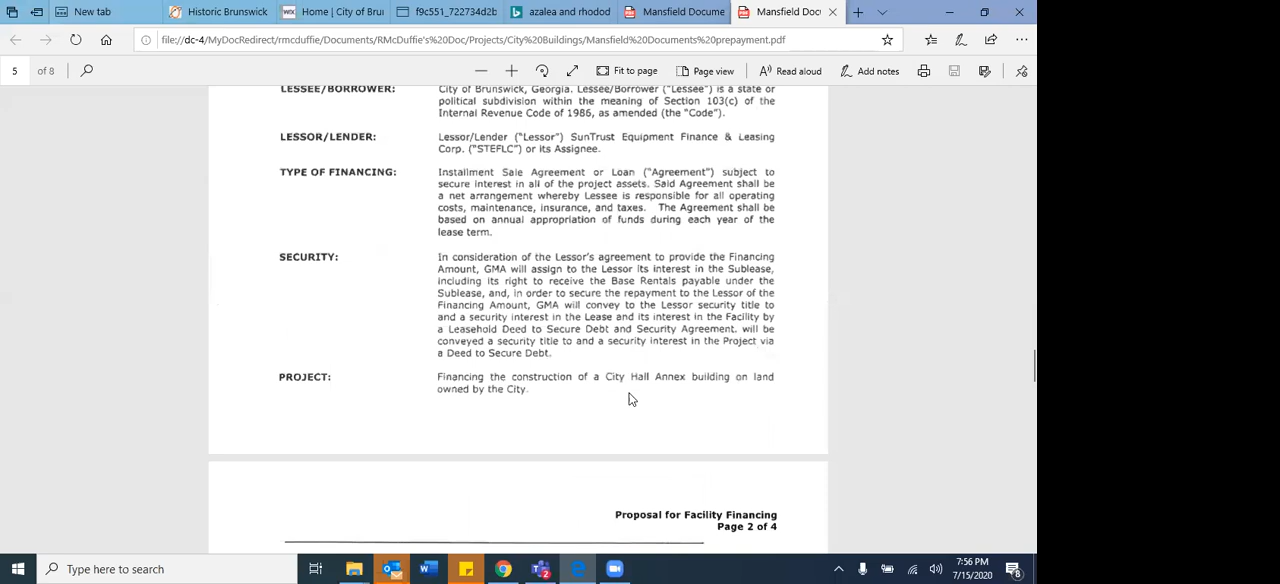 New tab
Historic Brunswick
Home | City of Bru
f9c551_722734d2b
azalea and rhodod
Mansfield Docume
Mansfield Docum
file://dc-4/MyDocRedirect/rmcduffie/Documents/RMcDuffie's%20Doc/Projects/City%20Buildings/Mansfield%20Documents%20prepayment.pdf
5 of 8
Fit to page
Page view
Read aloud
Add notes
LESSEE/BORROWER:
City of Brunswick, Georgia. Lessee/Borrower ("Lessee") is a state or
political subdivision within the meaning of Section 103(c) of the
Internal Revenue Code of 1986, as amended (the "Code").
LESSOR/LENDER:
Lessor/Lender ("Lessor") SunTrust Equipment Finance & Leasing
Corp. ("STEFLC") or its Assignee.
TYPE OF FINANCING:
Installment Sale Agreement or Loan ("Agreement") subject to
secure interest in all of the project assets. Said Agreement shall be
a net arrangement whereby Lessee is responsible for all operating
costs, maintenance, insurance, and taxes. The Agreement shall be
based on annual appropriation of funds during each year of the
lease term.
SECURITY:
In consideration of the Lessor's agreement to provide the Financing
Amount, GMA will assign to the Lessor its interest in the Sublease,
including its right to receive the Base Rentals payable under the
Sublease, and, in order to secure the repayment to the Lessor of the
Financing Amount, GMA will convey to the Lessor security title to
and a security interest in the Lease and its interest in the Facility by
a Leasehold Deed to Secure Debt and Security Agreement. will be
conveyed a security title to and a security interest in the Project via
a Deed to Secure Debt.
PROJECT:
Financing the construction of a City Hall Annex building on land
owned by the City.
Proposal for Facility Financing
Page 2 of 4
Type here to search
7:56 PM
7/15/2020
8